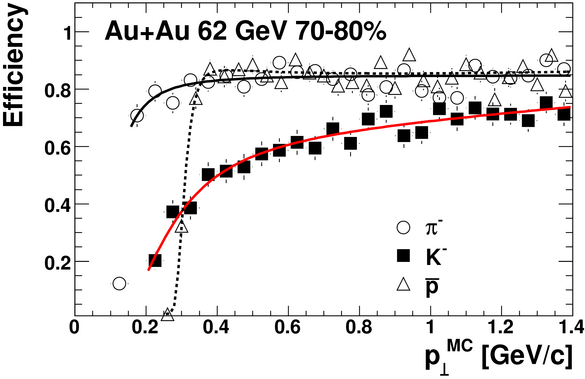 Au+Au 62 GeV 70-80%
Efficiency
1
0.8
0.6
0.4
0.2
π-
K-
p̅
0 0.2 0.4 0.6 0.8 1 1.2 1.4
p⊥MC [GeV/c]